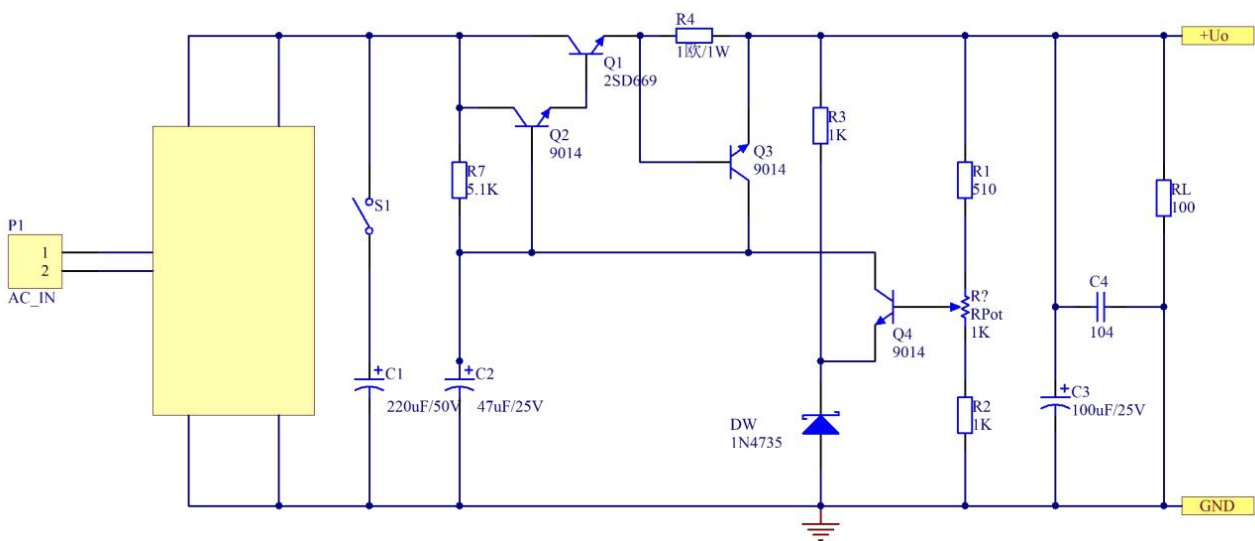 R4
1欧/1W
+Uo
Q1
2SD669
Q2
9014
R3
1K
Q3
9014
R7
5.1K
R1
510
RL
100
S1
P1
1
2
AC_IN
R?
RPot
1K
C4
104
Q4
9014
C1
220uF/50V
C2
47uF/25V
C3
100uF/25V
DW
1N4735
R2
1K
GND